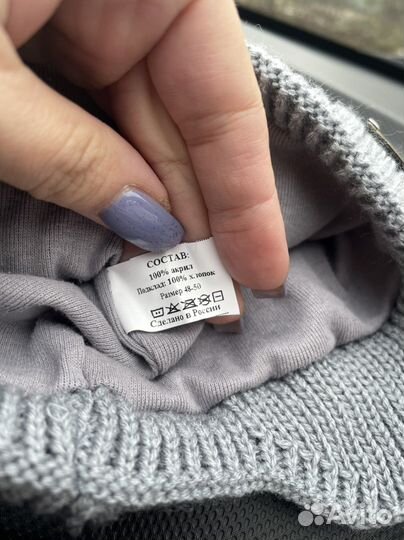 СОСТАВ:
100% акрил
Подклад: 100% хлопок
Размер 48-50
Сделано в России
Avito